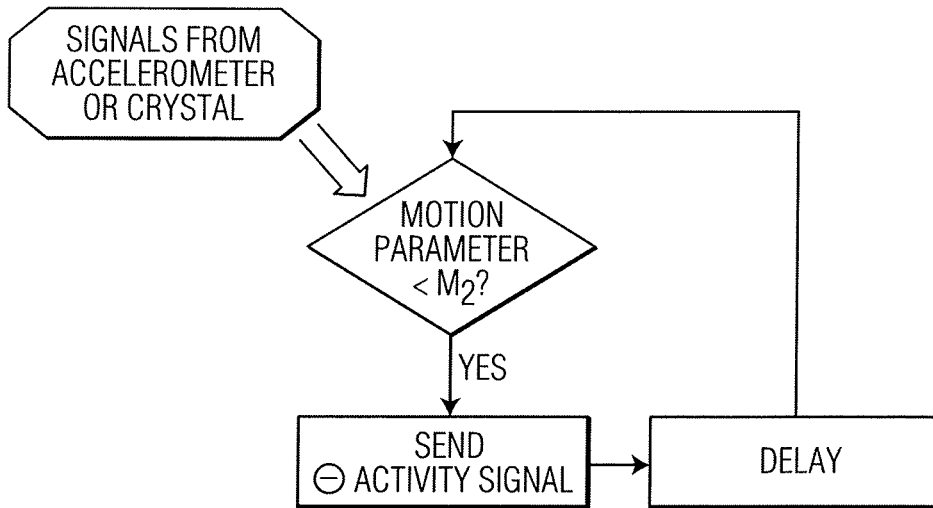 SIGNALS FROM
ACCELEROMETER
OR CRYSTAL
MOTION
PARAMETER
< M2?
YES
SEND
⊖ ACTIVITY SIGNAL
DELAY